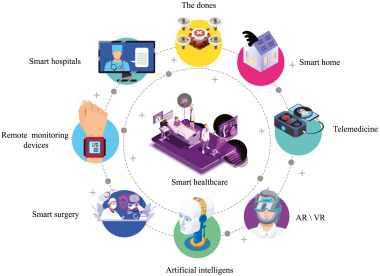 The dones
Smart hospitals
Smart home
Remote monitoring
devices
Telemedicine
Smart healthcare
Smart surgery
AR \ VR
Artificial intelligens